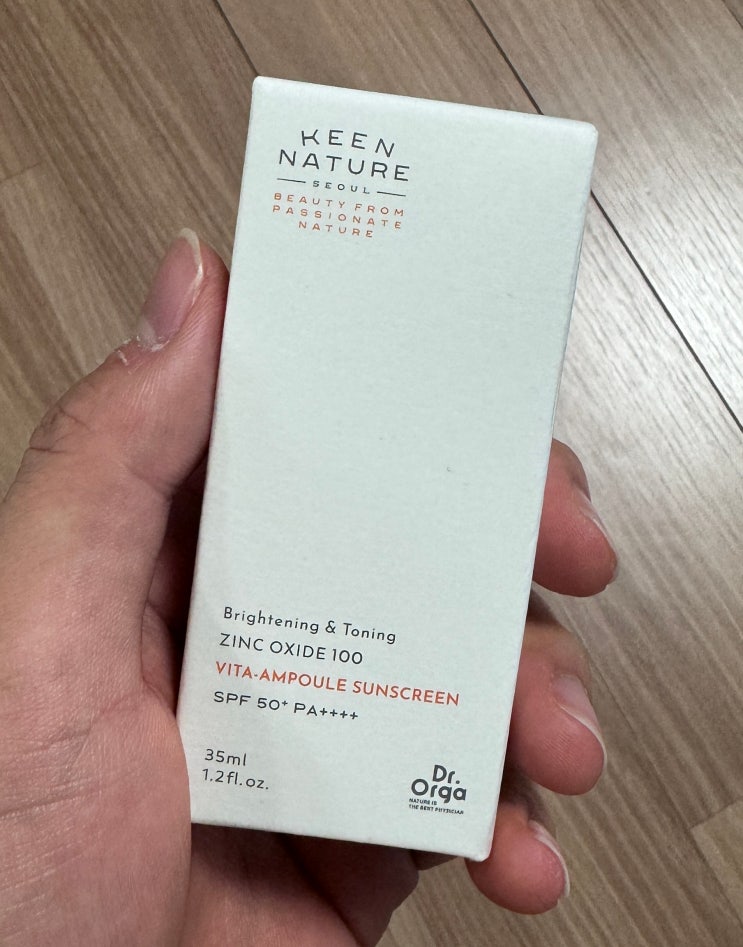 KEEN
NATURE
SEOUL
BEAUTY FROM
PASSIONATE
NATURE
Brightening & Toning
ZINC OXIDE 100
VITA-AMPOULE SUNSCREEN
SPF 50⁺ PA++++
35ml
1.2fl.oz.
Dr.
Orga
NATURE IS
THE BEST PHYSICIAN